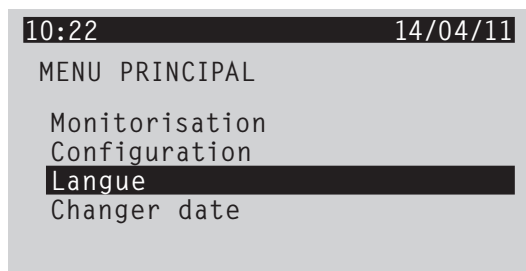 10:22 14/04/11
MENU PRINCIPAL
Monitorisation
Configuration
Langue
Changer date